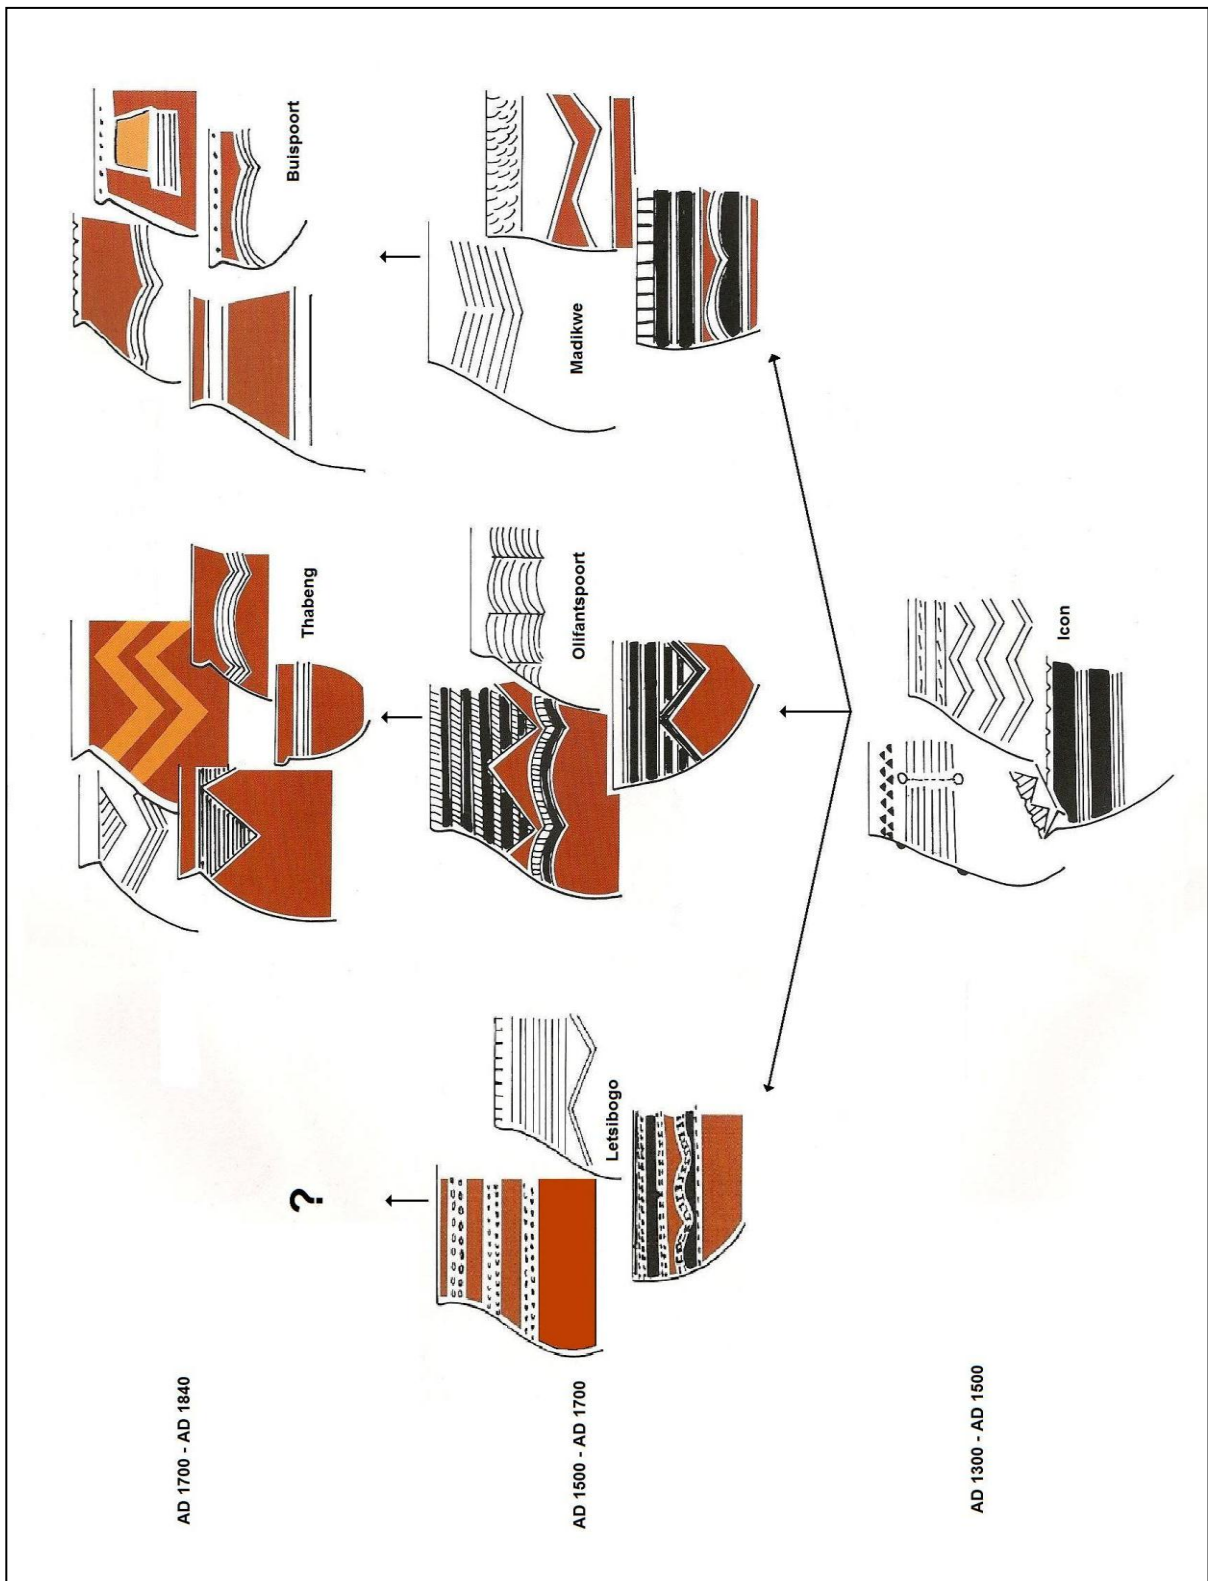 AD 1700 - AD 1840
?
Thabeng
Buispoort
AD 1500 - AD 1700
Letsibogo
Olifantspoort
Madikwe
AD 1300 - AD 1500
Icon